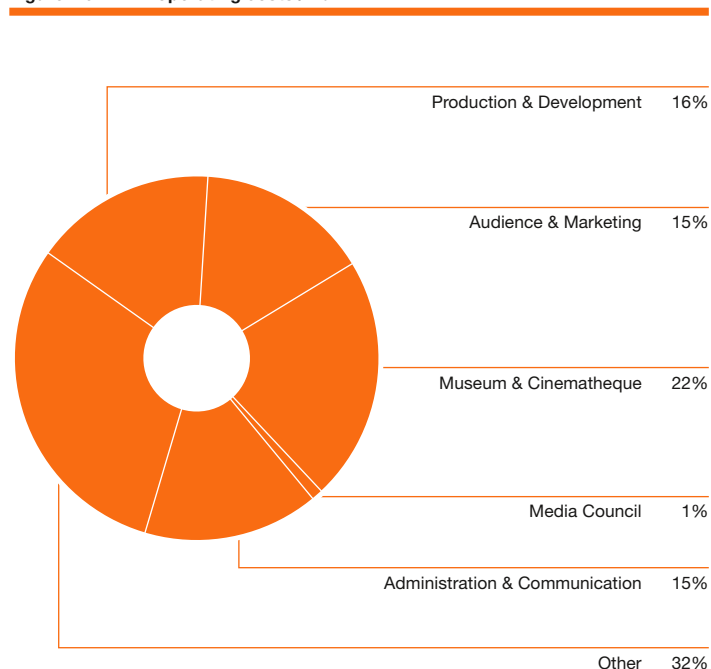 Production & Development 16%
Audience & Marketing 15%
Museum & Cinematheque 22%
Media Council 1%
Administration & Communication 15%
Other 32%